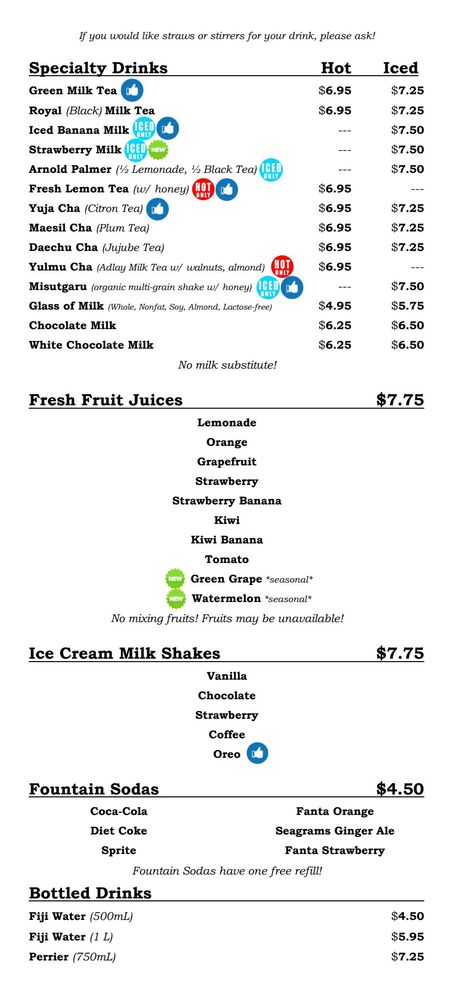 If you would like straws or stirrers for your drink, please ask!
Specialty Drinks Hot Iced
Green Milk Tea $6.95 $7.25
Royal (Black) Milk Tea $6.95 $7.25
Iced Banana Milk ICED ONLY --- $7.50
Strawberry Milk ICED ONLY NEW --- $7.50
Arnold Palmer (½ Lemonade, ½ Black Tea) ICED ONLY --- $7.50
Fresh Lemon Tea (w/ honey) HOT ONLY $6.95 ---
Yuja Cha (Citron Tea) $6.95 $7.25
Maesil Cha (Plum Tea) $6.95 $7.25
Daechu Cha (Jujube Tea) $6.95 $7.25
Yulmu Cha (Adlay Milk Tea w/ walnuts, almond) HOT ONLY $6.95 ---
Misutgaru (organic multi-grain shake w/ honey) ICED ONLY --- $7.50
Glass of Milk (Whole, Nonfat, Soy, Almond, Lactose-free) $4.95 $5.75
Chocolate Milk $6.25 $6.50
White Chocolate Milk $6.25 $6.50
No milk substitute!
Fresh Fruit Juices $7.75
Lemonade
Orange
Grapefruit
Strawberry
Strawberry Banana
Kiwi
Kiwi Banana
Tomato
NEW Green Grape *seasonal*
NEW Watermelon *seasonal*
No mixing fruits! Fruits may be unavailable!
Ice Cream Milk Shakes $7.75
Vanilla
Chocolate
Strawberry
Coffee
Oreo
Fountain Sodas $4.50
Coca-Cola Fanta Orange
Diet Coke Seagrams Ginger Ale
Sprite Fanta Strawberry
Fountain Sodas have one free refill!
Bottled Drinks
Fiji Water (500mL) $4.50
Fiji Water (1 L) $5.95
Perrier (750mL) $7.25